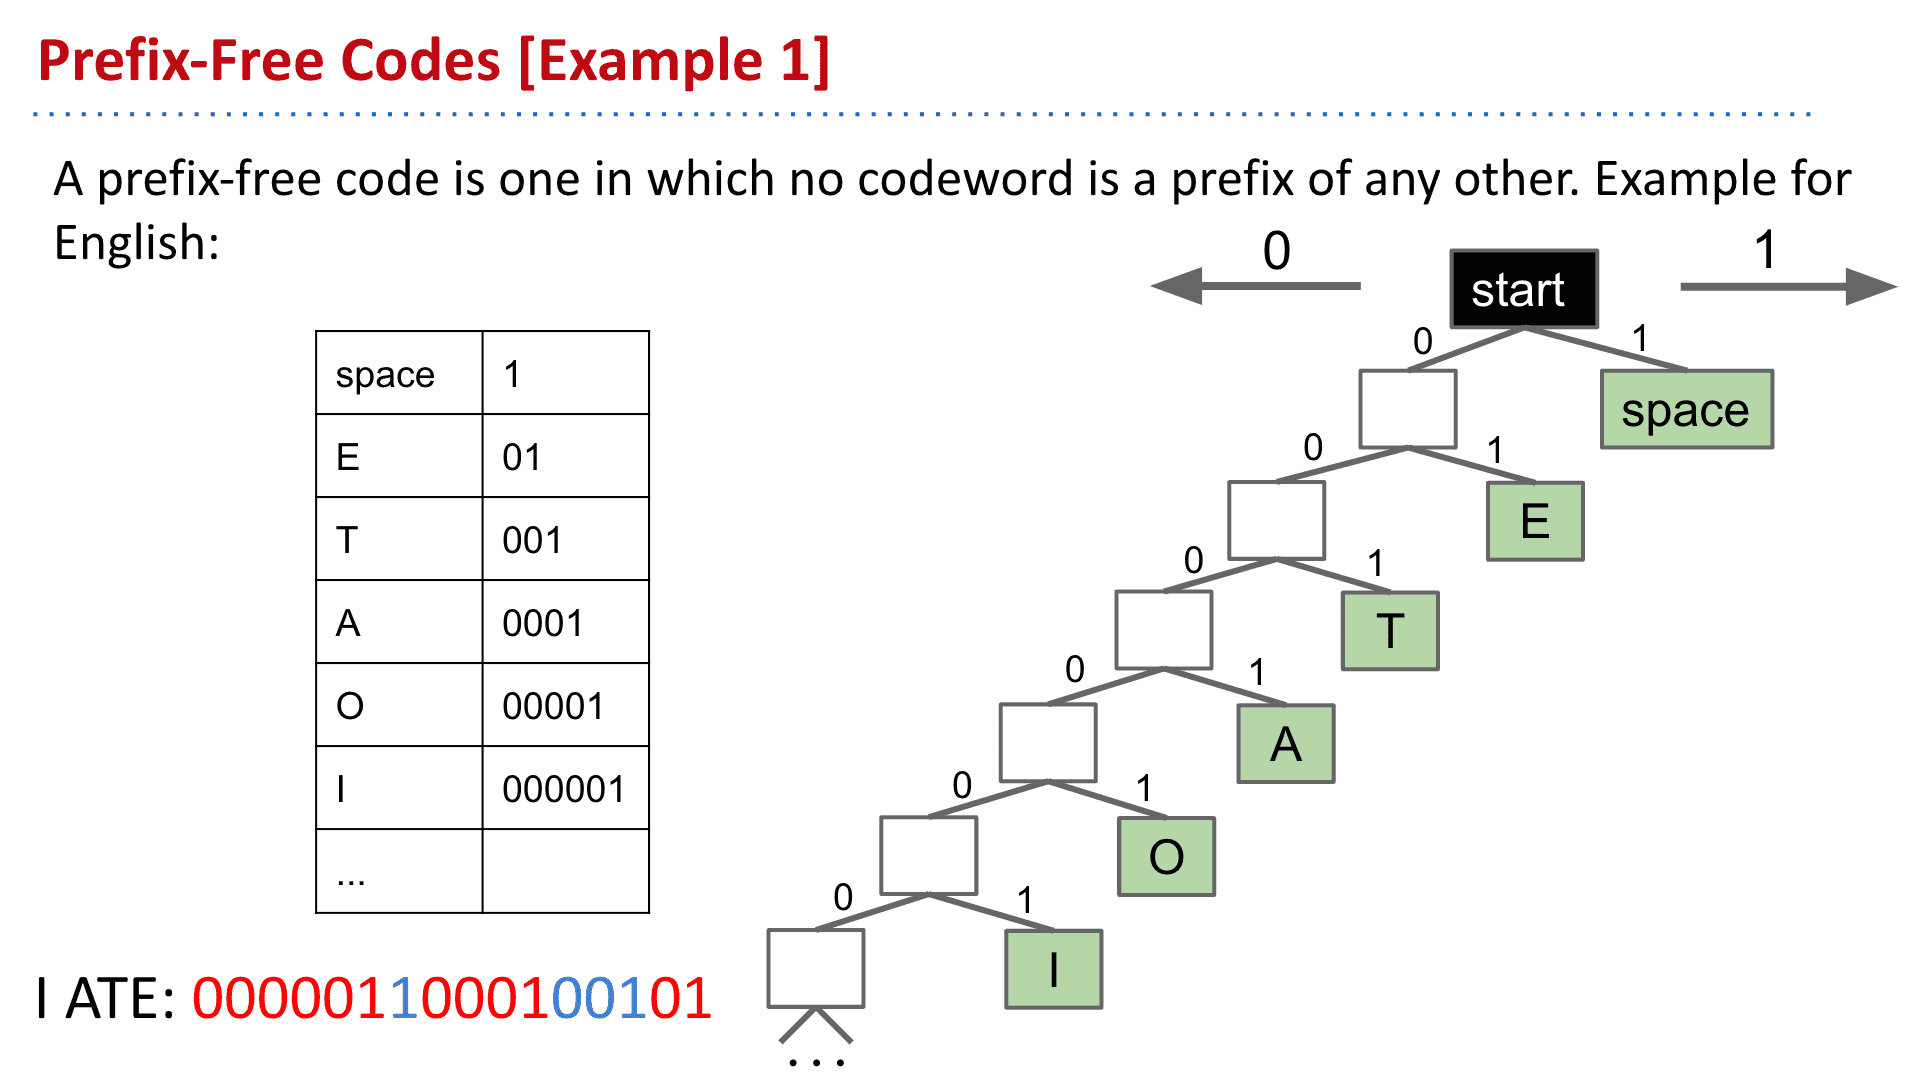 Prefix-Free Codes [Example 1]
A prefix-free code is one in which no codeword is a prefix of any other. Example for
English:
0 start 1
0 1
space
0 1
E
0 1
T
0 1
A
0 1
O
0 1
I
...
space 1
E 01
T 001
A 0001
O 00001
I 000001
...
I ATE: 0000011000100101